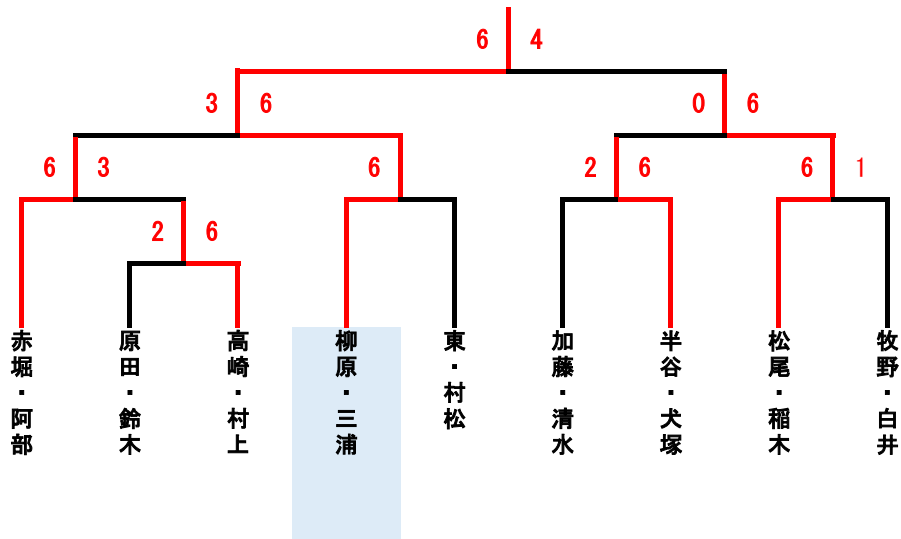 6 4
3 6 0 6
6 3 6 2 6 6 1
2 6
赤堀・阿部
原田・鈴木
高崎・村上
柳原・三浦
東・村松
加藤・清水
半谷・犬塚
松尾・稲木
牧野・白井